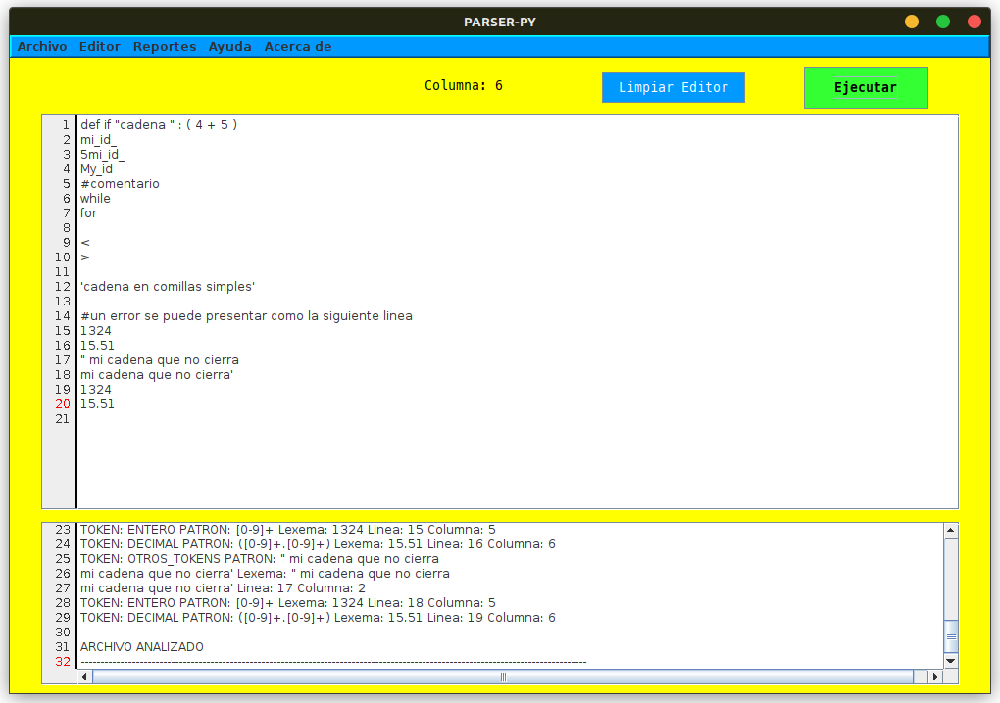 PARSER-PY
Archivo Editor Reportes Ayuda Acerca de
Columna: 6 Limpiar Editor Ejecutar
1 def if "cadena " : ( 4 + 5 )
2 mi_id_
3 5mi_id_
4 My_id
5 #comentario
6 while
7 for
8
9 <
10 >
11
12 'cadena en comillas simples'
13
14 #un error se puede presentar como la siguiente linea
15 1324
16 15.51
17 " mi cadena que no cierra
18 mi cadena que no cierra'
19 1324
20 15.51
21
23 TOKEN: ENTERO PATRON: [0-9]+ Lexema: 1324 Linea: 15 Columna: 5
24 TOKEN: DECIMAL PATRON: ([0-9]+.[0-9]+) Lexema: 15.51 Linea: 16 Columna: 6
25 TOKEN: OTROS_TOKENS PATRON: " mi cadena que no cierra
26 mi cadena que no cierra' Lexema: " mi cadena que no cierra
27 mi cadena que no cierra' Linea: 17 Columna: 2
28 TOKEN: ENTERO PATRON: [0-9]+ Lexema: 1324 Linea: 18 Columna: 5
29 TOKEN: DECIMAL PATRON: ([0-9]+.[0-9]+) Lexema: 15.51 Linea: 19 Columna: 6
30
31 ARCHIVO ANALIZADO
32 ------------------------------------------------------------------------------------------------------------------------